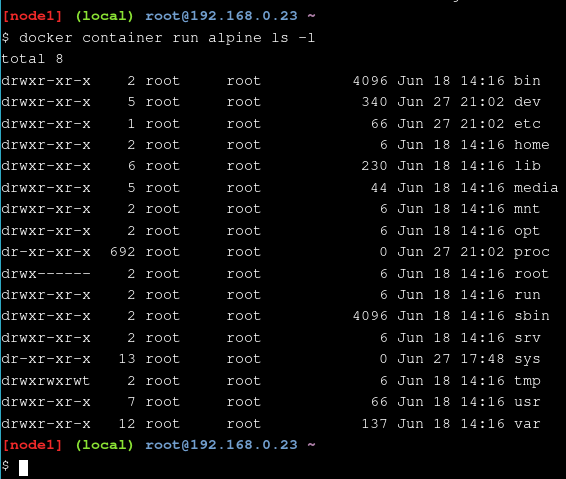 [node1] (local) root@192.168.0.23 ~
$ docker container run alpine ls -l
total 8
drwxr-xr-x    2 root     root          4096 Jun 18 14:16 bin
drwxr-xr-x    5 root     root           340 Jun 27 21:02 dev
drwxr-xr-x    1 root     root            66 Jun 27 21:02 etc
drwxr-xr-x    2 root     root             6 Jun 18 14:16 home
drwxr-xr-x    6 root     root           230 Jun 18 14:16 lib
drwxr-xr-x    5 root     root            44 Jun 18 14:16 media
drwxr-xr-x    2 root     root             6 Jun 18 14:16 mnt
drwxr-xr-x    2 root     root             6 Jun 18 14:16 opt
dr-xr-xr-x  692 root     root             0 Jun 27 21:02 proc
drwx------    2 root     root             6 Jun 18 14:16 root
drwxr-xr-x    2 root     root             6 Jun 18 14:16 run
drwxr-xr-x    2 root     root          4096 Jun 18 14:16 sbin
drwxr-xr-x    2 root     root             6 Jun 18 14:16 srv
dr-xr-xr-x   13 root     root             0 Jun 27 17:48 sys
drwxrwxrwt    2 root     root             6 Jun 18 14:16 tmp
drwxr-xr-x    7 root     root            66 Jun 18 14:16 usr
drwxr-xr-x   12 root     root           137 Jun 18 14:16 var
[node1] (local) root@192.168.0.23 ~
$